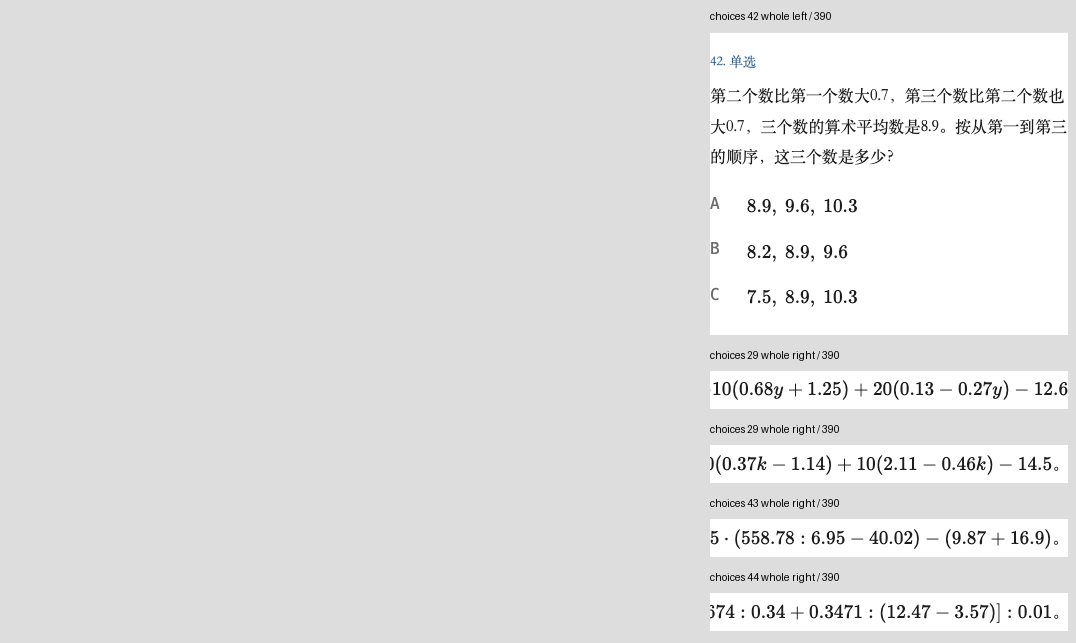 choices 42 whole left / 390
42. 单选
第二个数比第一个数大0.7，第三个数比第二个数也
大0.7，三个数的算术平均数是8.9。按从第一到第三
的顺序，这三个数是多少?
A 8.9, 9.6, 10.3
B 8.2, 8.9, 9.6
C 7.5, 8.9, 10.3
choices 29 whole right / 390
10(0.68y + 1.25) + 20(0.13 − 0.27y) − 12.6
choices 29 whole right / 390
(0.37k − 1.14) + 10(2.11 − 0.46k) − 14.5。
choices 43 whole right / 390
5 · (558.78 : 6.95 − 40.02) − (9.87 + 16.9)。
choices 44 whole right / 390
674 : 0.34 + 0.3471 : (12.47 − 3.57)] : 0.01。